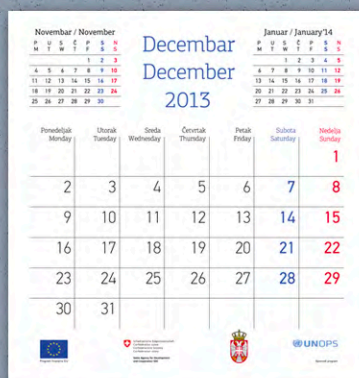 Novembar / November
P U S Č P S N
M T W T F S S
1 2 3
4 5 6 7 8 9 10
11 12 13 14 15 16 17
18 19 20 21 22 23 24
25 26 27 28 29 30
Decembar
December
2013
Januar / January'14
P U S Č P S N
M T W T F S S
1 2 3 4 5
6 7 8 9 10 11 12
13 14 15 16 17 18 19
20 21 22 23 24 25 26
27 28 29 30 31
Ponedeljak Utorak Sreda Četvrtak Petak Subota Nedelja
Monday Tuesday Wednesday Thursday Friday Saturday Sunday
1
2 3 4 5 6 7 8
9 10 11 12 13 14 15
16 17 18 19 20 21 22
23 24 25 26 27 28 29
30 31
UNOPS